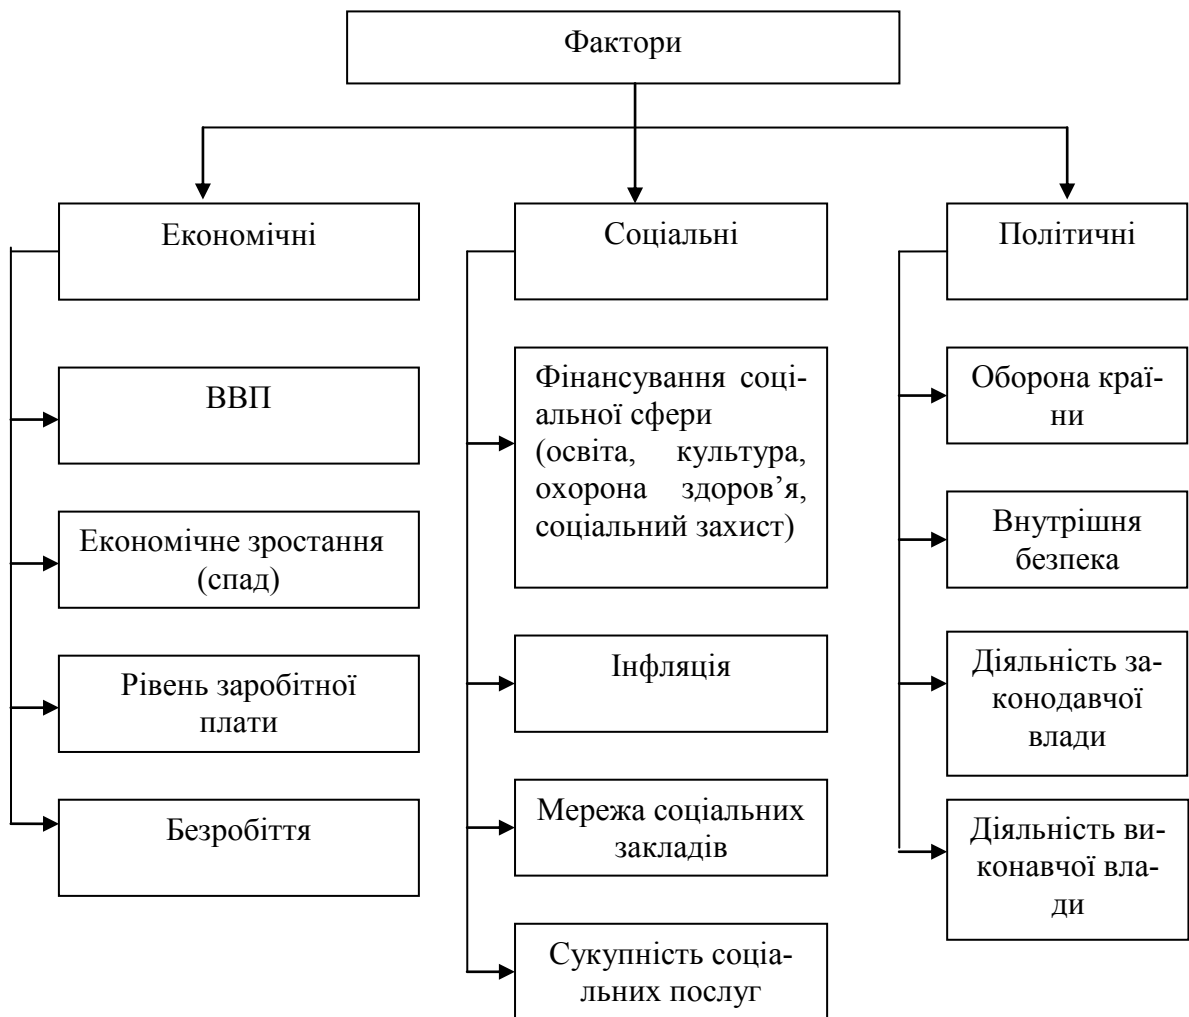 Фактори
Економічні
ВВП
Економічне зростання
(спад)
Рівень заробітної
плати
Безробіття
Соціальні
Фінансування соці-
альної сфери
(освіта, культура,
охорона здоров’я,
соціальний захист)
Інфляція
Мережа соціальних
закладів
Сукупність соціа-
льних послуг
Політичні
Оборона краї-
ни
Внутрішня
безпека
Діяльність за-
конодавчої
влади
Діяльність ви-
конавчої вла-
ди